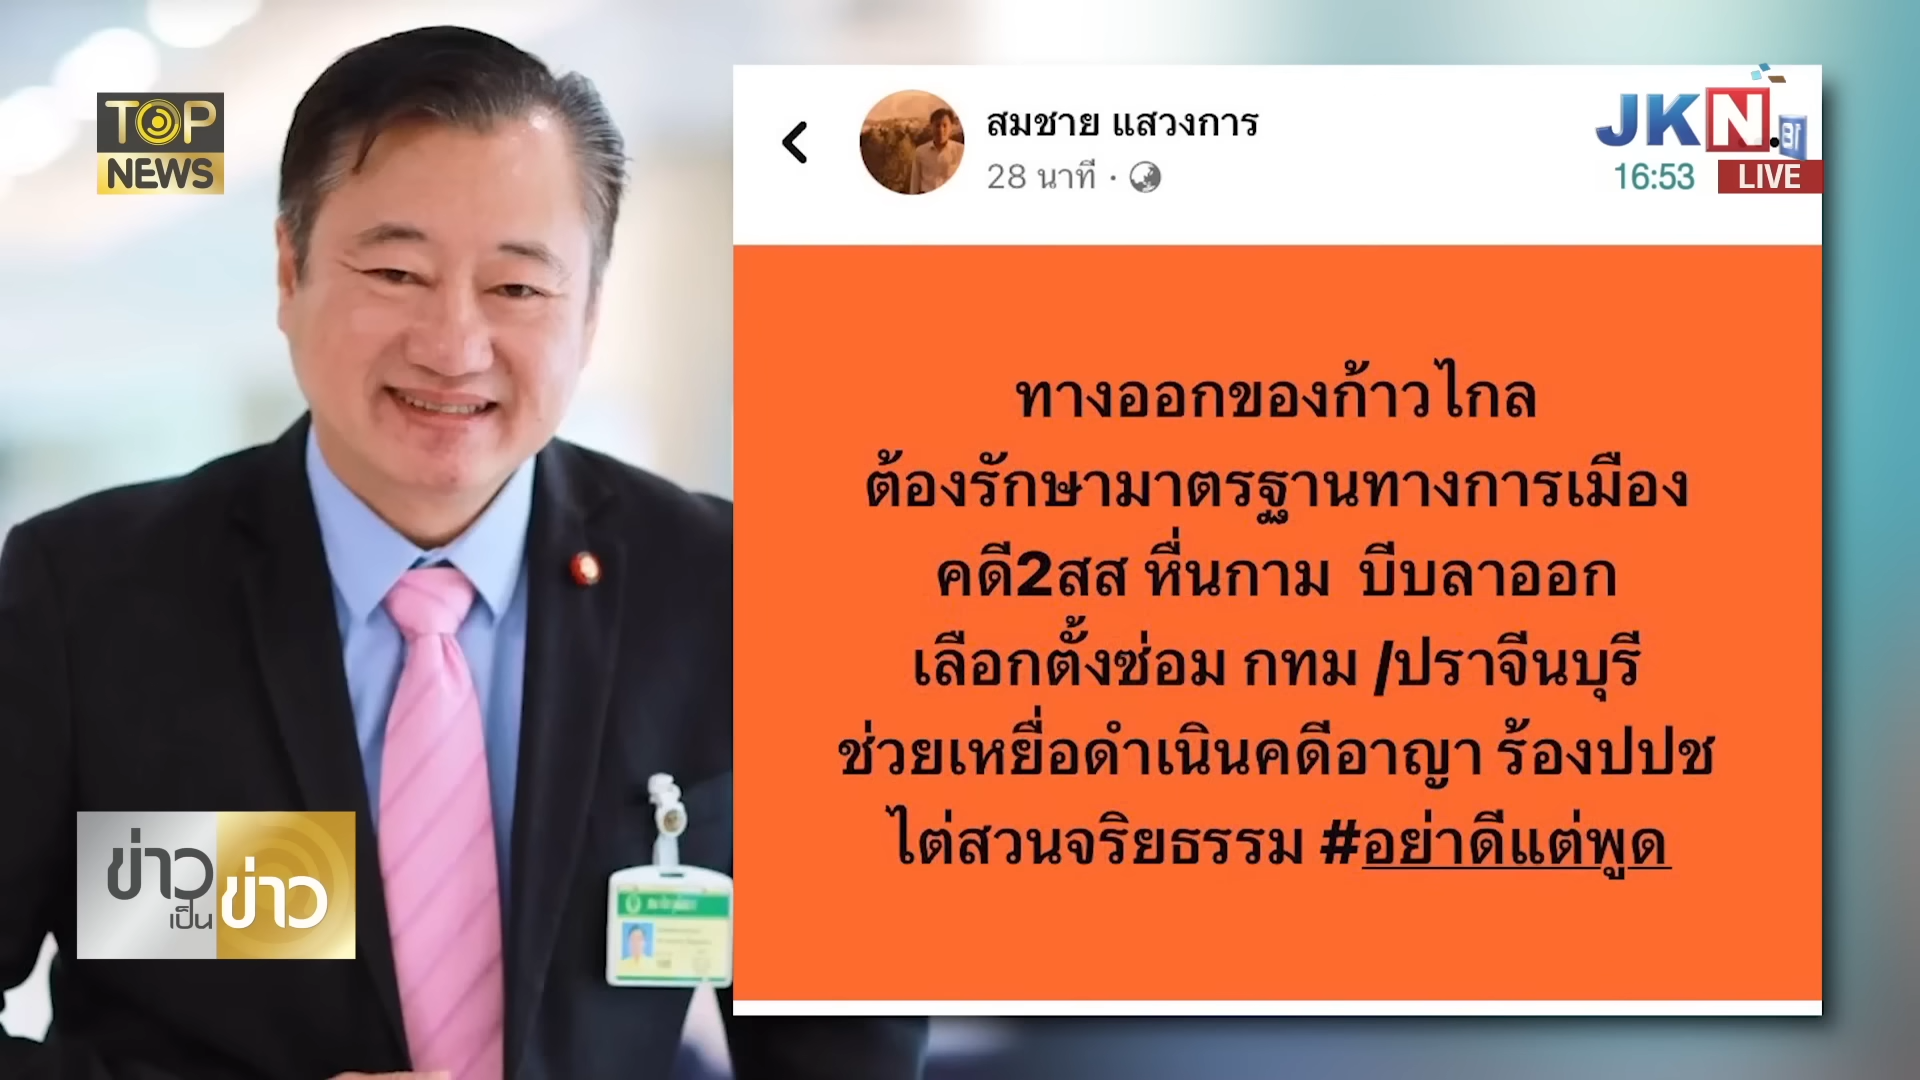 TOP
NEWS
สมชาย แสวงการ
28 นาที ·
JKN
16:53
LIVE
ทางออกของก้าวไกล
ต้องรักษามาตรฐานทางการเมือง
คดี2สส หื่นกาม บีบลาออก
เลือกตั้งซ่อม กทม /ปราจีนบุรี
ช่วยเหยื่อดำเนินคดีอาญา ร้องปปช
ไต่สวนจริยธรรม #อย่าดีแต่พูด
ข่าว
เป็น
ข่าว